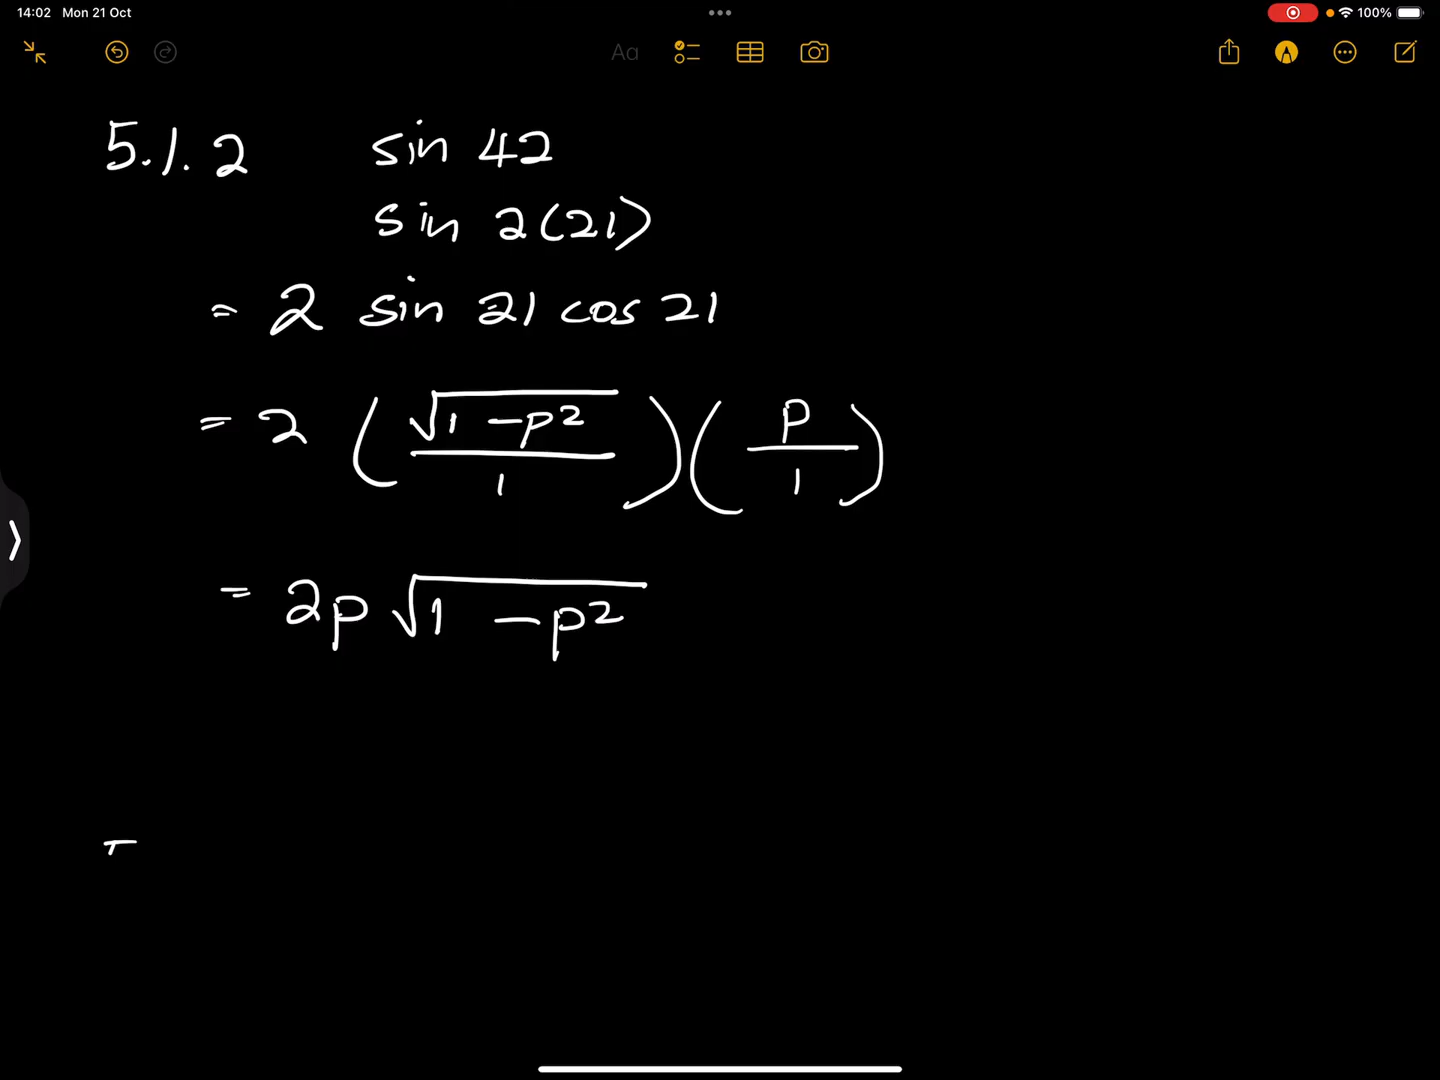 14:02 Mon 21 Oct 100%
Aa
5.1.2 sin 42
sin 2(21)
= 2 sin 21 cos 21
= 2 (√(1 - p²)/1)(p/1)
= 2p √(1 - p²)